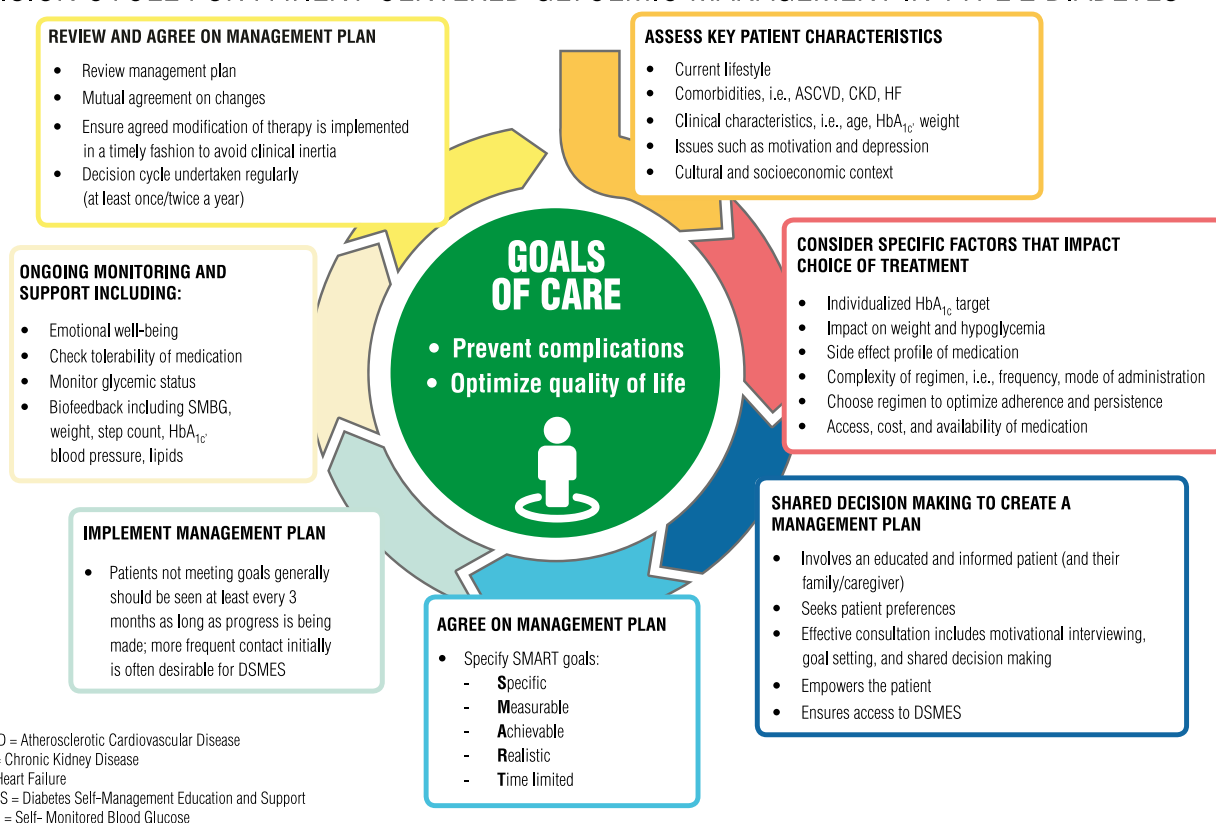 DECISION CYCLE FOR PATIENT-CENTERED GLYCEMIC MANAGEMENT IN TYPE 2 DIABETES
REVIEW AND AGREE ON MANAGEMENT PLAN
• Review management plan
• Mutual agreement on changes
• Ensure agreed modification of therapy is implemented
in a timely fashion to avoid clinical inertia
• Decision cycle undertaken regularly
(at least once/twice a year)
ASSESS KEY PATIENT CHARACTERISTICS
• Current lifestyle
• Comorbidities, i.e., ASCVD, CKD, HF
• Clinical characteristics, i.e., age, HbA1c, weight
• Issues such as motivation and depression
• Cultural and socioeconomic context
CONSIDER SPECIFIC FACTORS THAT IMPACT
CHOICE OF TREATMENT
• Individualized HbA1c target
• Impact on weight and hypoglycemia
• Side effect profile of medication
• Complexity of regimen, i.e., frequency, mode of administration
• Choose regimen to optimize adherence and persistence
• Access, cost, and availability of medication
SHARED DECISION MAKING TO CREATE A
MANAGEMENT PLAN
• Involves an educated and informed patient (and their
family/caregiver)
• Seeks patient preferences
• Effective consultation includes motivational interviewing,
goal setting, and shared decision making
• Empowers the patient
• Ensures access to DSMES
AGREE ON MANAGEMENT PLAN
• Specify SMART goals:
- Specific
- Measurable
- Achievable
- Realistic
- Time limited
IMPLEMENT MANAGEMENT PLAN
• Patients not meeting goals generally
should be seen at least every 3
months as long as progress is being
made; more frequent contact initially
is often desirable for DSMES
ONGOING MONITORING AND
SUPPORT INCLUDING:
• Emotional well-being
• Check tolerability of medication
• Monitor glycemic status
• Biofeedback including SMBG,
weight, step count, HbA1c,
blood pressure, lipids
GOALS
OF CARE
• Prevent complications
• Optimize quality of life
D = Atherosclerotic Cardiovascular Disease
= Chronic Kidney Disease
Heart Failure
S = Diabetes Self-Management Education and Support
= Self- Monitored Blood Glucose